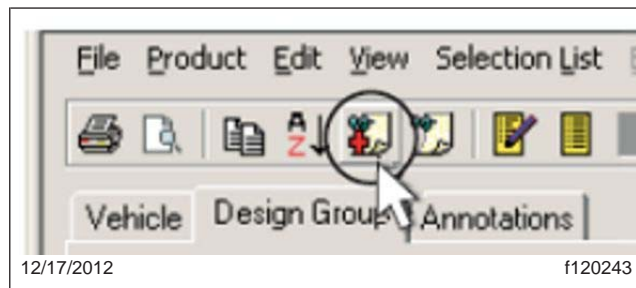 File Product Edit View Selection List
A
Z
Vehicle Design Group Annotations
12/17/2012 f120243